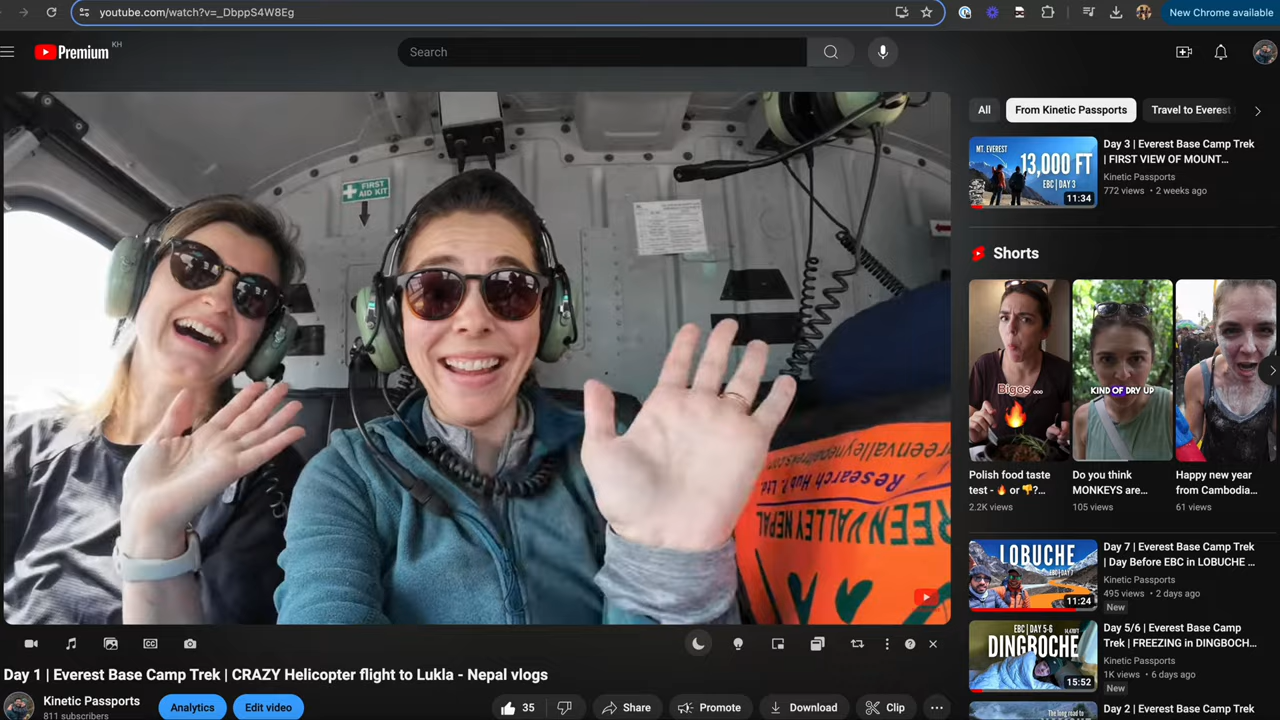 youtube.com/watch?v=_DbppS4W8Eg
New Chrome available
Premium KH
Search
All
From Kinetic Passports
Travel to Everest
FIRST
AID KIT
MT. EVEREST
13,000 FT
EBC | DAY 3
11:34
Day 3 | Everest Base Camp Trek
| FIRST VIEW OF MOUNT...
Kinetic Passports
772 views • 2 weeks ago
Shorts
Bigos ...
KIND OF DRY UP
Polish food taste
test - 🔥 or 👎?...
2.2K views
Do you think
MONKEYS are...
105 views
Happy new year
from Cambodia...
61 views
Research Hub P. Ltd.
LOBUCHE
EBC | DAY 7
11:24
Day 7 | Everest Base Camp Trek
| Day Before EBC in LOBUCHE ...
Kinetic Passports
495 views • 2 days ago
New
EBC | DAY 5-6
DINGBOCHE
15:52
Day 5/6 | Everest Base Camp
Trek | FREEZING in DINGBOCH...
Kinetic Passports
1K views • 6 days ago
New
Day 2 | Everest Base Camp Trek
CC
Day 1 | Everest Base Camp Trek | CRAZY Helicopter flight to Lukla - Nepal vlogs
Kinetic Passports
811 subscribers
Analytics
Edit video
35
Share
Promote
Download
Clip